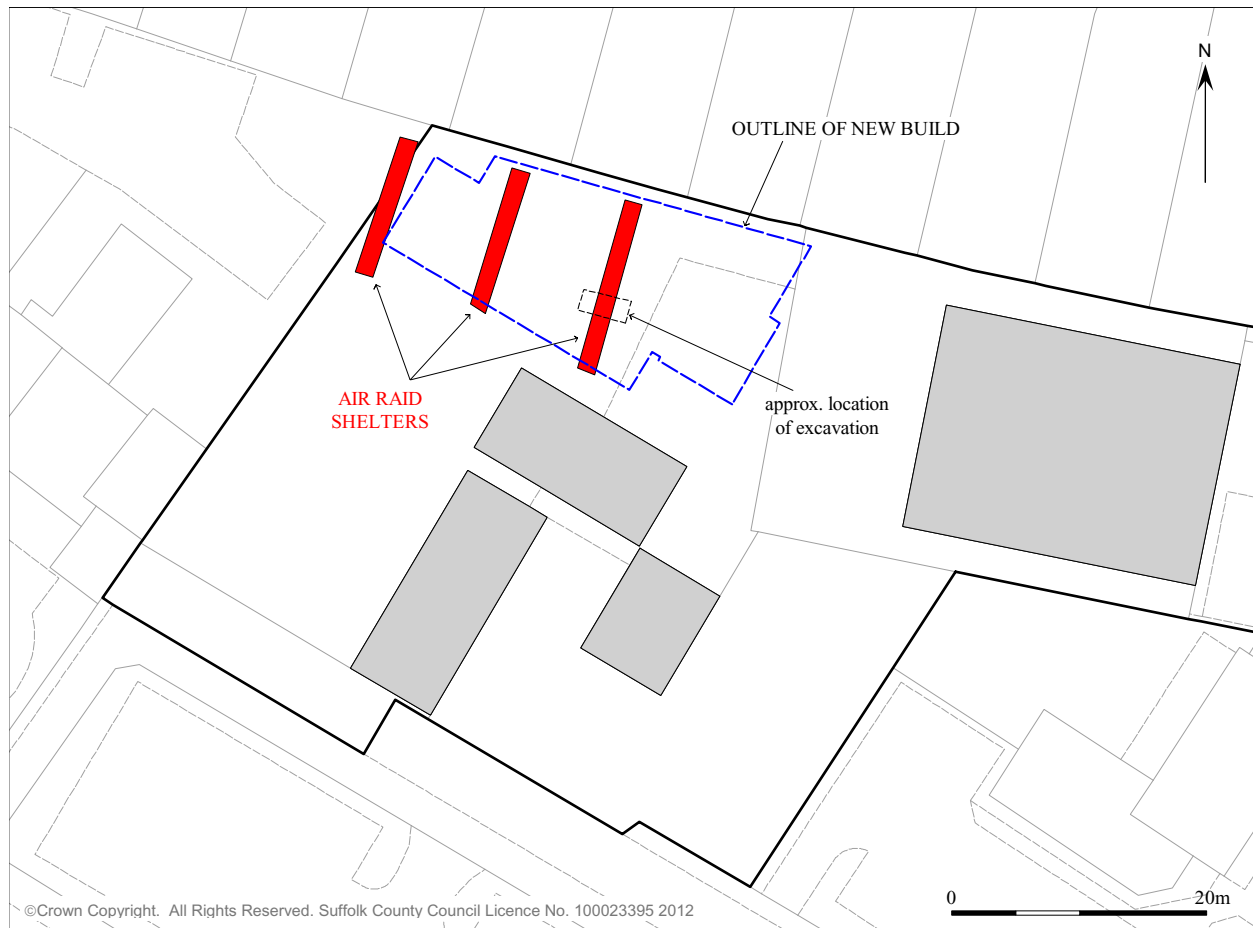 N
OUTLINE OF NEW BUILD
AIR RAID
SHELTERS
approx. location
of excavation
0 20m
©Crown Copyright. All Rights Reserved. Suffolk County Council Licence No. 100023395 2012